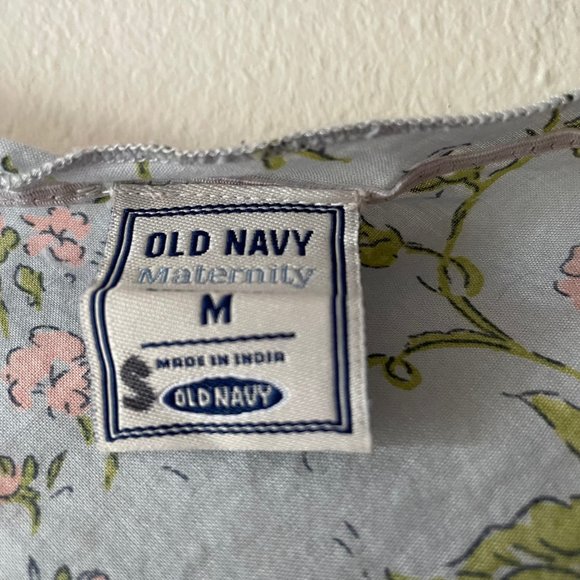 OLD NAVY
Maternity
M
MADE IN INDIA
S
OLD NAVY